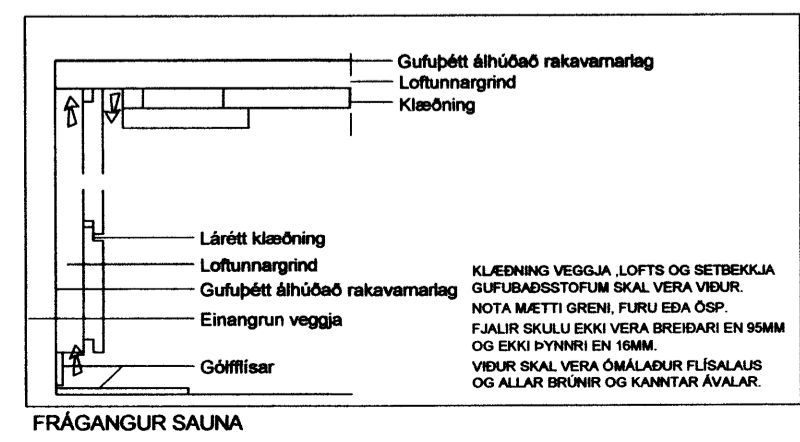 Gufuþétt álhúðað rakavarnarlag
Loftunnargrind
Klæðning
Lárétt klæðning
Loftunnargrind
Gufuþétt álhúðað rakavarnarlag
Einangrun veggja
Gólfflísar
KLÆÐNING VEGGJA ,LOFTS OG SETBEKKJA
GUFUBAÐSSTOFUM SKAL VERA VIÐUR.
NOTA MÆTTI GRENI, FURU EÐA ÖSP.
FJALIR SKULU EKKI VERA BREIÐARI EN 95MM
OG EKKI ÞYNNRI EN 16MM.
VIÐUR SKAL VERA ÓMÁLAÐUR FLÍSALAUS
OG ALLAR BRÚNIR OG KANNTAR ÁVALAR.
FRÁGANGUR SAUNA